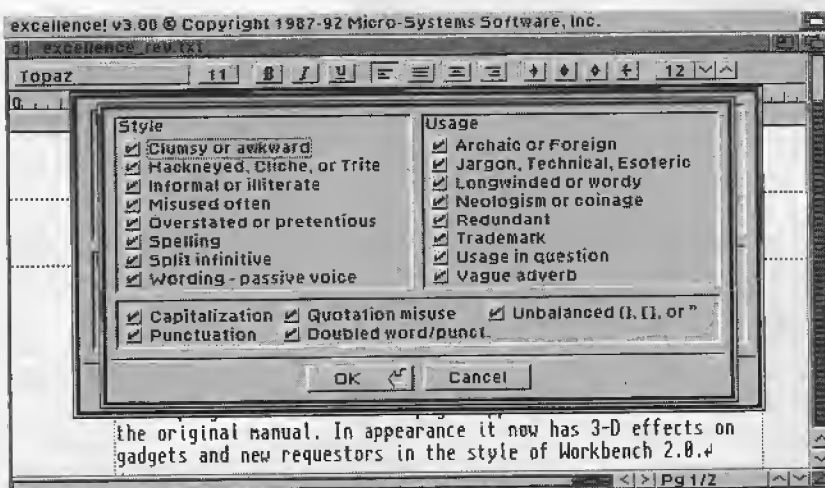 excellence! v3.00 © Copyright 1987-92 Micro-Systems Software, Inc.
excellence_rev.txt
Topaz 11 B I U 12
0
Style
Clumsy or awkward
Hackneyed, Cliche, or Trite
Informal or illiterate
Misused often
Overstated or pretentious
Spelling
Split infinitive
Wording - passive voice
Usage
Archaic or Foreign
Jargon, Technical, Esoteric
Longwinded or wordy
Neologism or coinage
Redundant
Trademark
Usage in question
Vague adverb
Capitalization Quotation misuse Unbalanced (), [], or "
Punctuation Doubled word/punct.
OK Cancel
the original manual. In appearance it now has 3-D effects on
gadgets and new requestors in the style of Workbench 2.0.
Pg 1/2